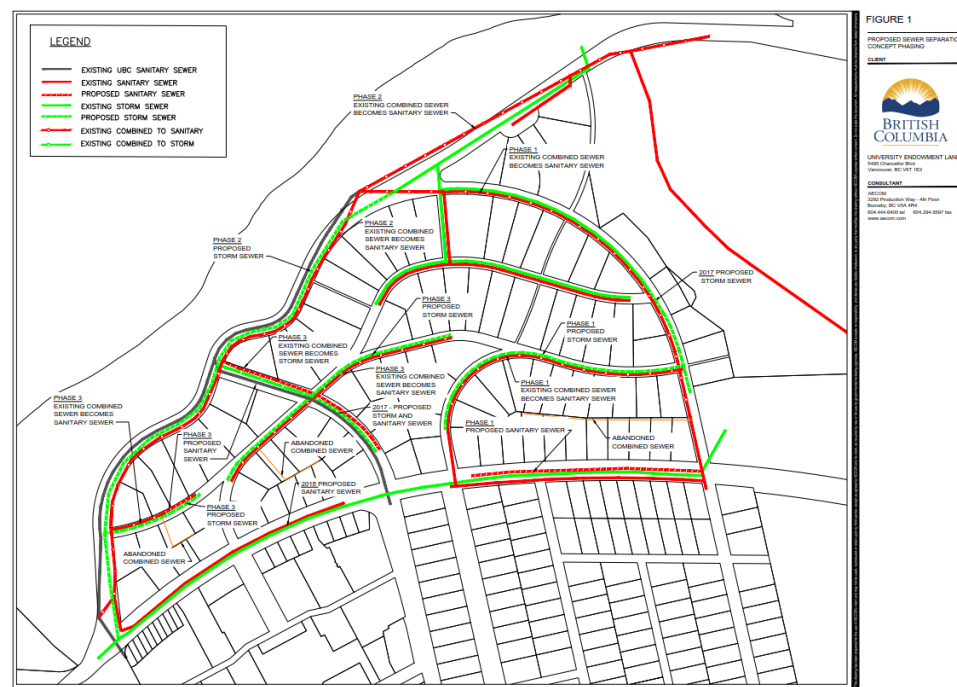 LEGEND
EXISTING UBC SANITARY SEWER
EXISTING SANITARY SEWER
PROPOSED SANITARY SEWER
EXISTING STORM SEWER
PROPOSED STORM SEWER
EXISTING COMBINED TO SANITARY
EXISTING COMBINED TO STORM
PHASE 2
EXISTING COMBINED SEWER
BECOMES SANITARY SEWER
PHASE 1
EXISTING COMBINED SEWER
BECOMES SANITARY SEWER
PHASE 2
EXISTING COMBINED
SEWER BECOMES
SANITARY SEWER
PHASE 2
PROPOSED
STORM SEWER
2017 PROPOSED
STORM SEWER
PHASE 3
PROPOSED
STORM SEWER
PHASE 1
PROPOSED
STORM SEWER
PHASE 3
EXISTING COMBINED
SEWER BECOMES
STORM SEWER
PHASE 3
EXISTING COMBINED
SEWER BECOMES
SANITARY SEWER
PHASE 1
EXISTING COMBINED SEWER
BECOMES SANITARY SEWER
PHASE 3
EXISTING COMBINED
SEWER BECOMES
SANITARY SEWER
2017 - PROPOSED
STORM AND
SANITARY SEWER
PHASE 1
PROPOSED SANITARY SEWER
PHASE 3
PROPOSED
SANITARY
SEWER
ABANDONED
COMBINED SEWER
ABANDONED
COMBINED SEWER
2018 PROPOSED
SANITARY SEWER
PHASE 3
PROPOSED
STORM SEWER
ABANDONED
COMBINED SEWER
FIGURE 1
PROPOSED SEWER SEPARATIO
CONCEPT PHASING
CLIENT
BRITISH
COLUMBIA
UNIVERSITY ENDOWMENT LAN
5495 Chancellor Blvd
Vancouver, BC V6T 1E2
CONSULTANT
AECOM
3292 Production Way - 4th Floor
Burnaby, BC V5A 4R4
604.444.6400 tel 604.294.8597 fax
www.aecom.com